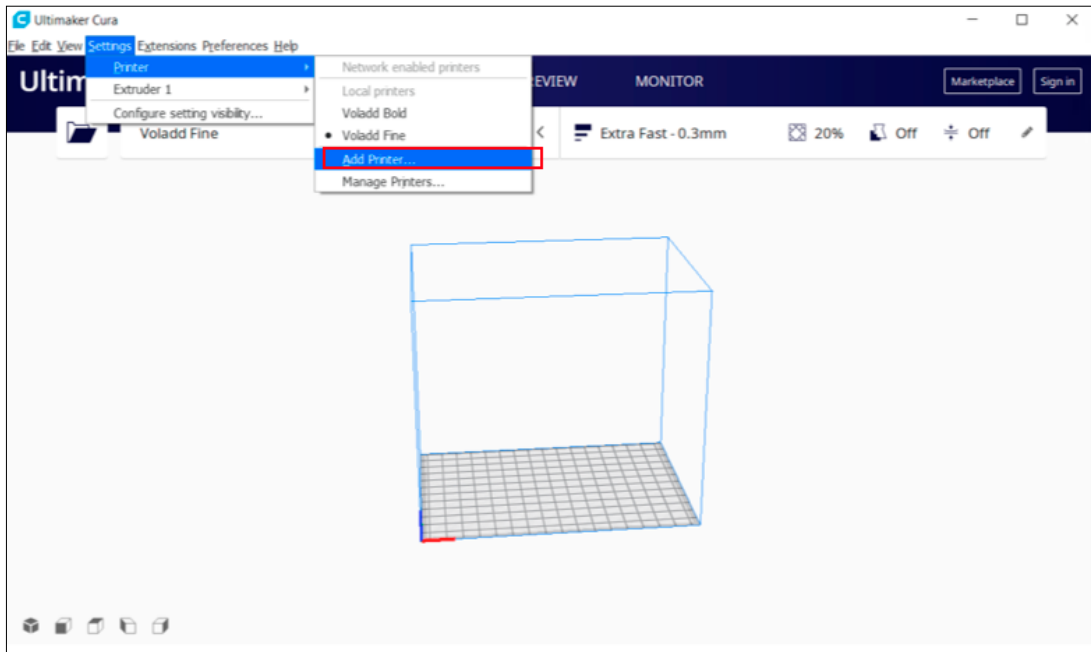 Ultimaker Cura
File Edit View Settings Extensions Preferences Help
Printer
Extruder 1
Configure setting visibility...
Network enabled printers
Local printers
Voladd Bold
Voladd Fine
Add Printer...
Manage Printers...
Ultim EVIEW MONITOR Marketplace Sign in
Voladd Fine Extra Fast - 0.3mm 20% Off Off